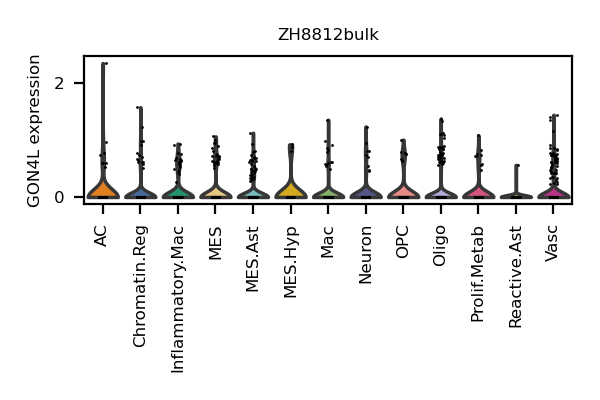 ZH8812bulk
GON4L expression
2
0
AC
Chromatin.Reg
Inflammatory.Mac
MES
MES.Ast
MES.Hyp
Mac
Neuron
OPC
Oligo
Prolif.Metab
Reactive.Ast
Vasc